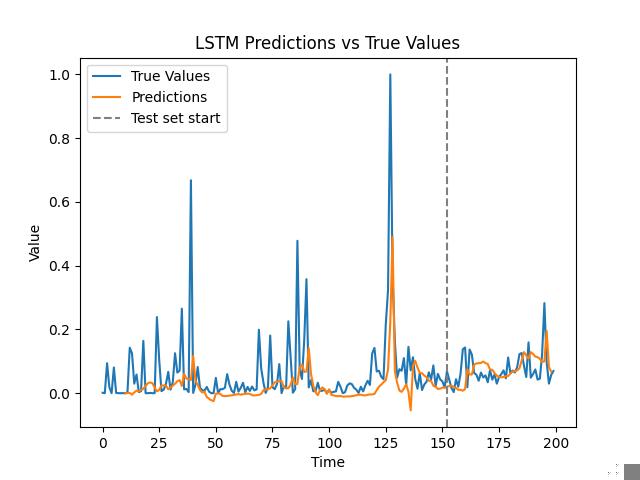 LSTM Predictions vs True Values
True Values
Predictions
Test set start
1.0
0.8
0.6
0.4
0.2
0.0
Value
0 25 50 75 100 125 150 175 200
Time